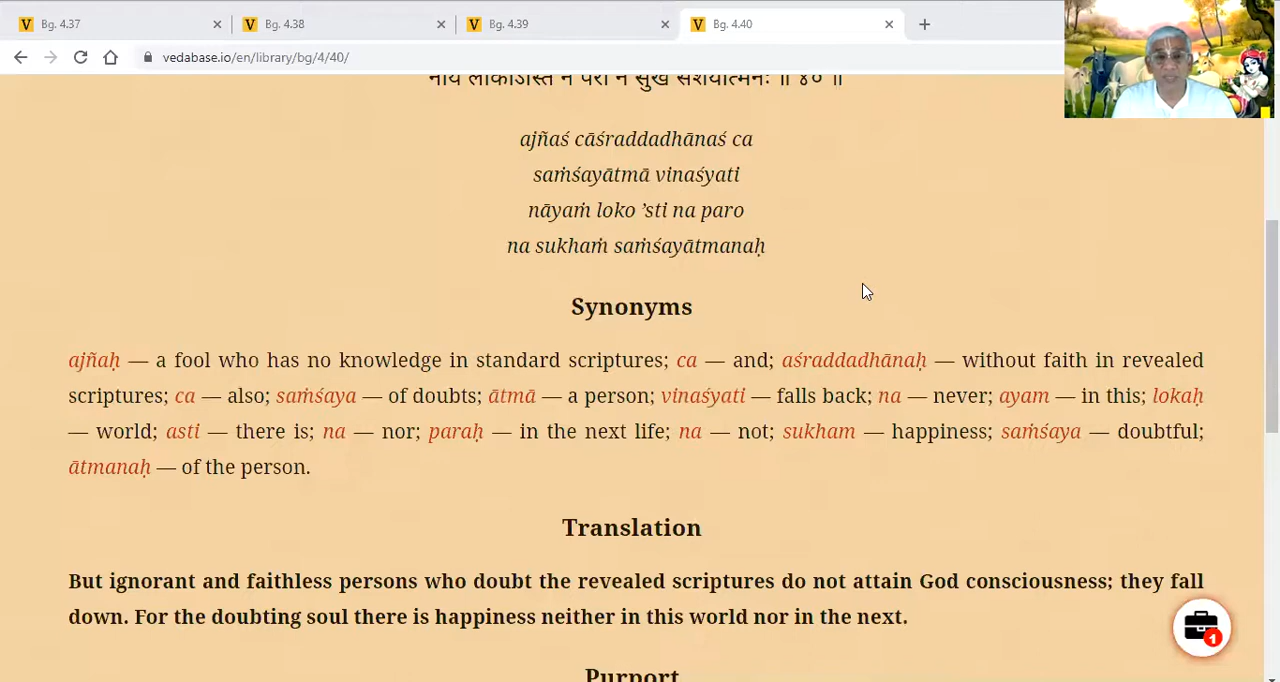 Bg. 4.37
Bg. 4.38
Bg. 4.39
Bg. 4.40
vedabase.io/en/library/bg/4/40/
नायं लोकोऽस्ति न परो न सुखं संशयात्मनः ॥ ४० ॥
ajñaś cāśraddadhānaś ca
saṁśayātmā vinaśyati
nāyaṁ loko ’sti na paro
na sukhaṁ saṁśayātmanaḥ
Synonyms
ajñaḥ — a fool who has no knowledge in standard scriptures; ca — and; aśraddadhānaḥ — without faith in revealed
scriptures; ca — also; saṁśaya — of doubts; ātmā — a person; vinaśyati — falls back; na — never; ayam — in this; lokaḥ
— world; asti — there is; na — nor; paraḥ — in the next life; na — not; sukham — happiness; saṁśaya — doubtful;
ātmanaḥ — of the person.
Translation
But ignorant and faithless persons who doubt the revealed scriptures do not attain God consciousness; they fall
down. For the doubting soul there is happiness neither in this world nor in the next.
1
Purport